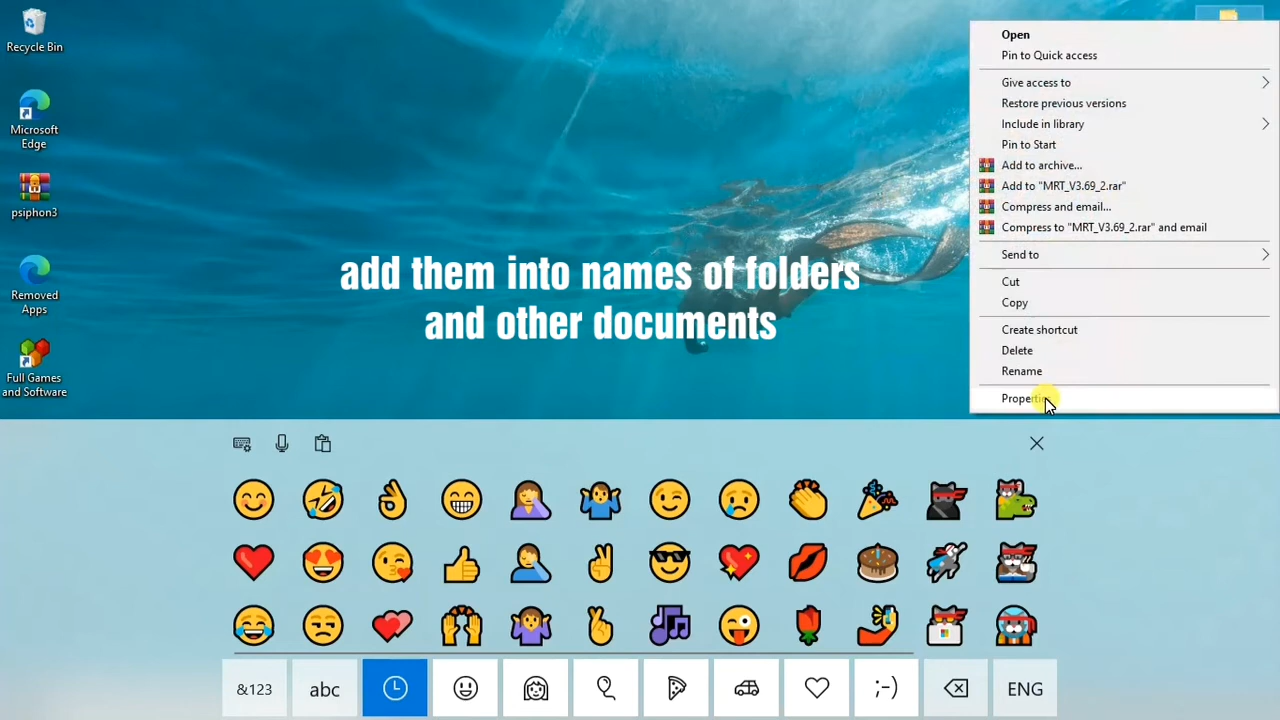 Recycle Bin
Microsoft
Edge
psiphon3
Removed
Apps
Full Games
and Software
add them into names of folders
and other documents
Open
Pin to Quick access
Give access to
Restore previous versions
Include in library
Pin to Start
Add to archive...
Add to "MRT_V3.69_2.rar"
Compress and email...
Compress to "MRT_V3.69_2.rar" and email
Send to
Cut
Copy
Create shortcut
Delete
Rename
Properties
&123
abc
;-)
ENG